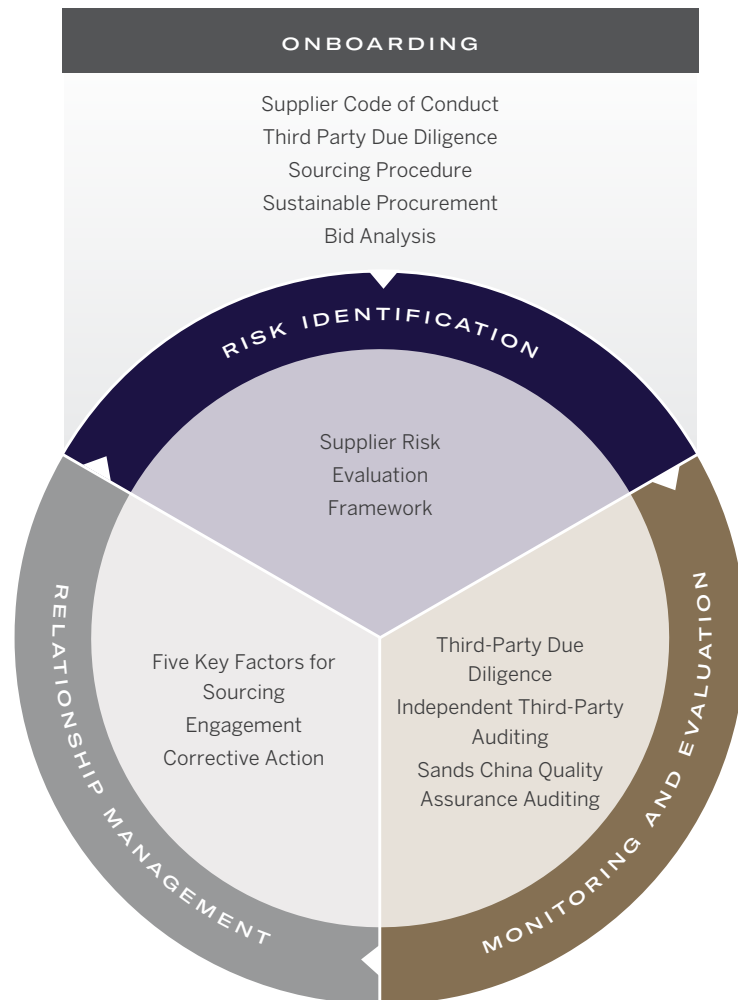 ONBOARDING
Supplier Code of Conduct
Third Party Due Diligence
Sourcing Procedure
Sustainable Procurement
Bid Analysis
RISK IDENTIFICATION
Supplier Risk
Evaluation
Framework
MONITORING AND EVALUATION
Third-Party Due
Diligence
Independent Third-Party
Auditing
Sands China Quality
Assurance Auditing
RELATIONSHIP MANAGEMENT
Five Key Factors for
Sourcing
Engagement
Corrective Action